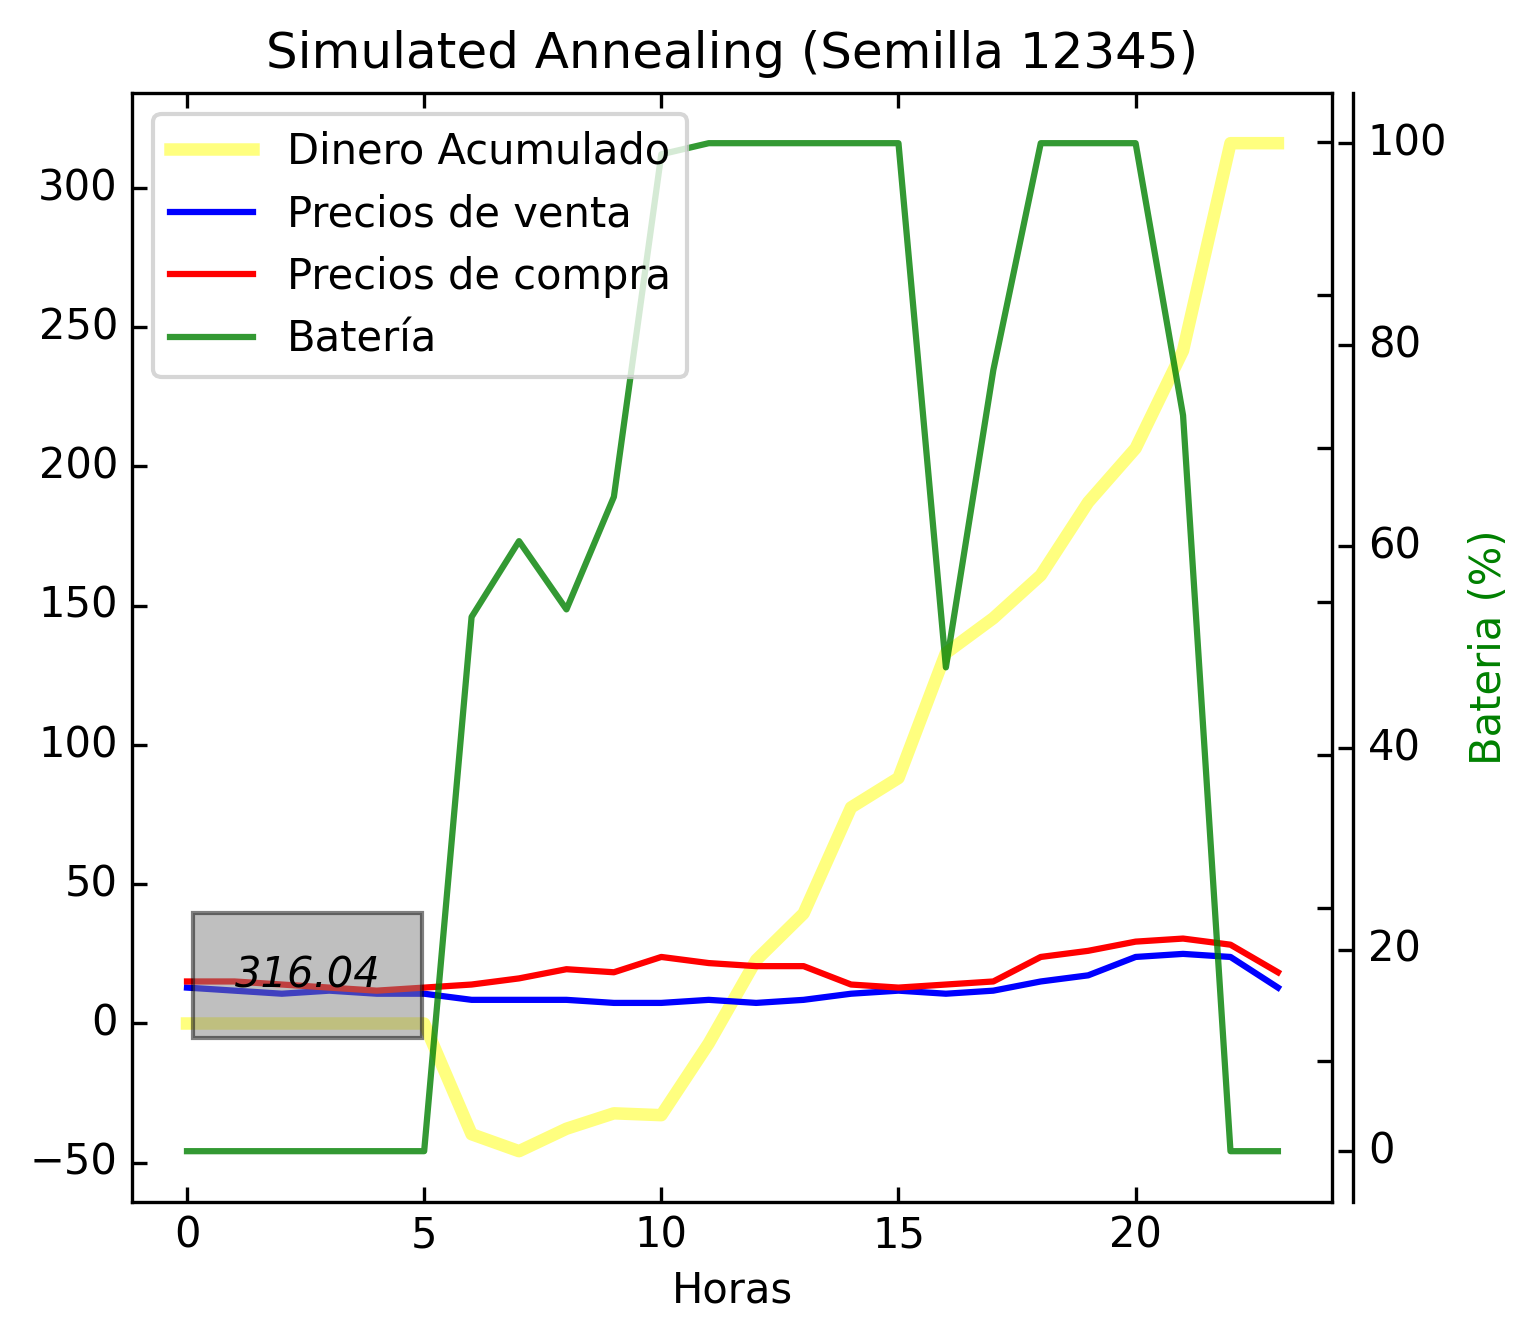 Simulated Annealing (Semilla 12345)
Dinero Acumulado
Precios de venta
Precios de compra
Batería
300
250
200
150
100
50
0
−50
316.04
100
80
60
40
20
0
Bateria (%)
0 5 10 15 20
Horas